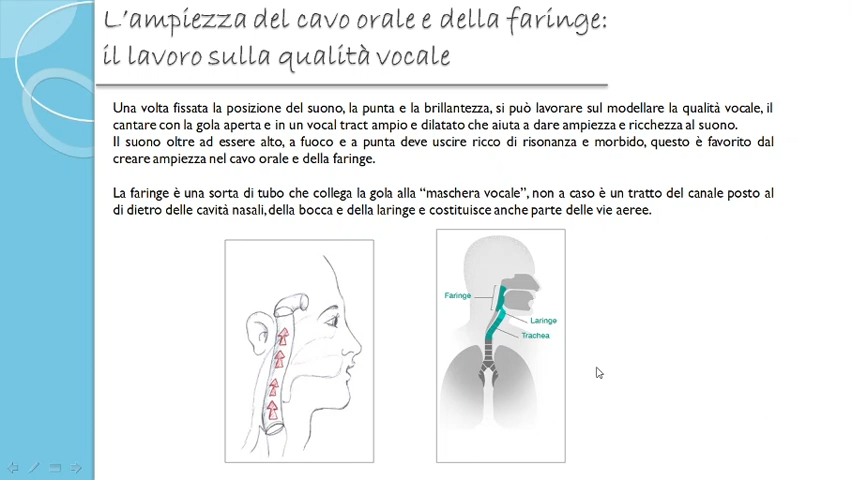 L'ampiezza del cavo orale e della faringe:
il lavoro sulla qualità vocale
Una volta fissata la posizione del suono, la punta e la brillantezza, si può lavorare sul modellare la qualità vocale, il
cantare con la gola aperta e in un vocal tract ampio e dilatato che aiuta a dare ampiezza e ricchezza al suono.
Il suono oltre ad essere alto, a fuoco e a punta deve uscire ricco di risonanza e morbido, questo è favorito dal
creare ampiezza nel cavo orale e della faringe.
La faringe è una sorta di tubo che collega la gola alla “maschera vocale”, non a caso è un tratto del canale posto al
di dietro delle cavità nasali, della bocca e della laringe e costituisce anche parte delle vie aeree.
Faringe
Laringe
Trachea